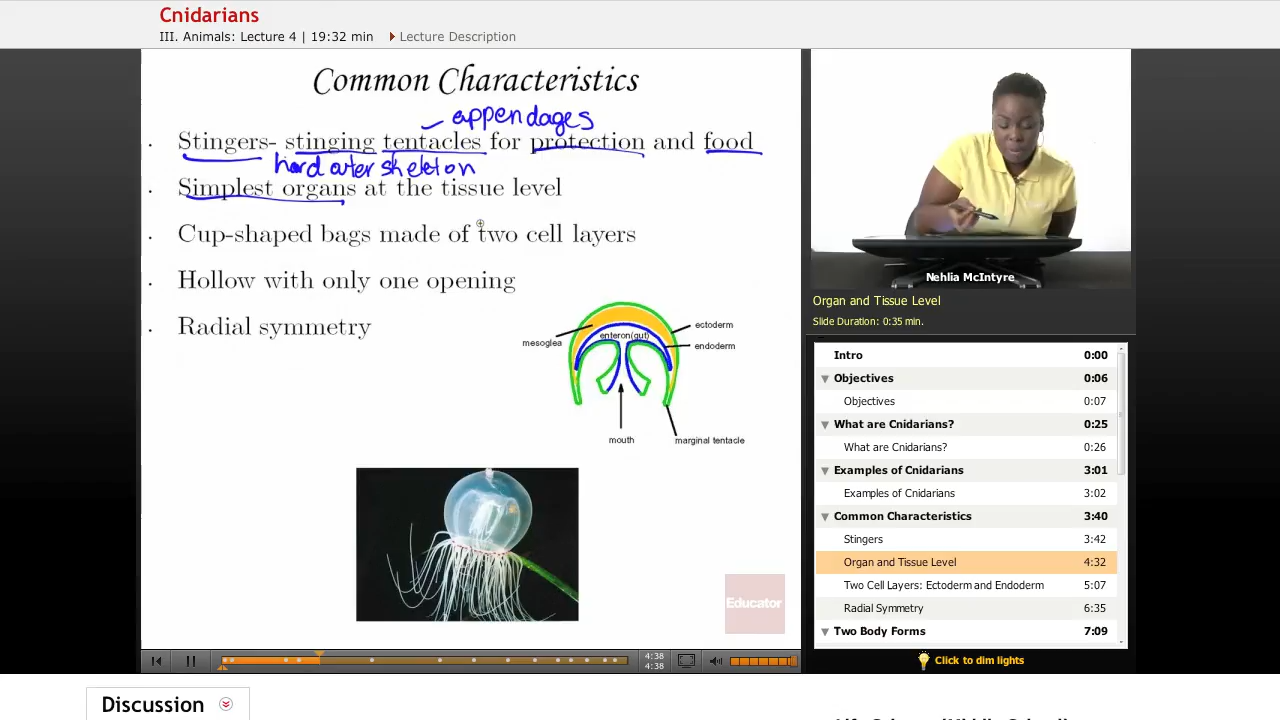 Cnidarians
III. Animals: Lecture 4 | 19:32 min
Lecture Description
Common Characteristics
appendages
Stingers- stinging tentacles for protection and food
hard outer skeleton
Simplest organs at the tissue level
Cup-shaped bags made of two cell layers
Hollow with only one opening
Radial symmetry
mesoglea
enteron(gut)
ectoderm
endoderm
mouth
marginal tentacle
Educator
4:38
4:38
Nehlia McIntyre
Organ and Tissue Level
Slide Duration: 0:35 min.
Intro 0:00
Objectives 0:06
Objectives 0:07
What are Cnidarians? 0:25
What are Cnidarians? 0:26
Examples of Cnidarians 3:01
Examples of Cnidarians 3:02
Common Characteristics 3:40
Stingers 3:42
Organ and Tissue Level 4:32
Two Cell Layers: Ectoderm and Endoderm 5:07
Radial Symmetry 6:35
Two Body Forms 7:09
Click to dim lights
Discussion